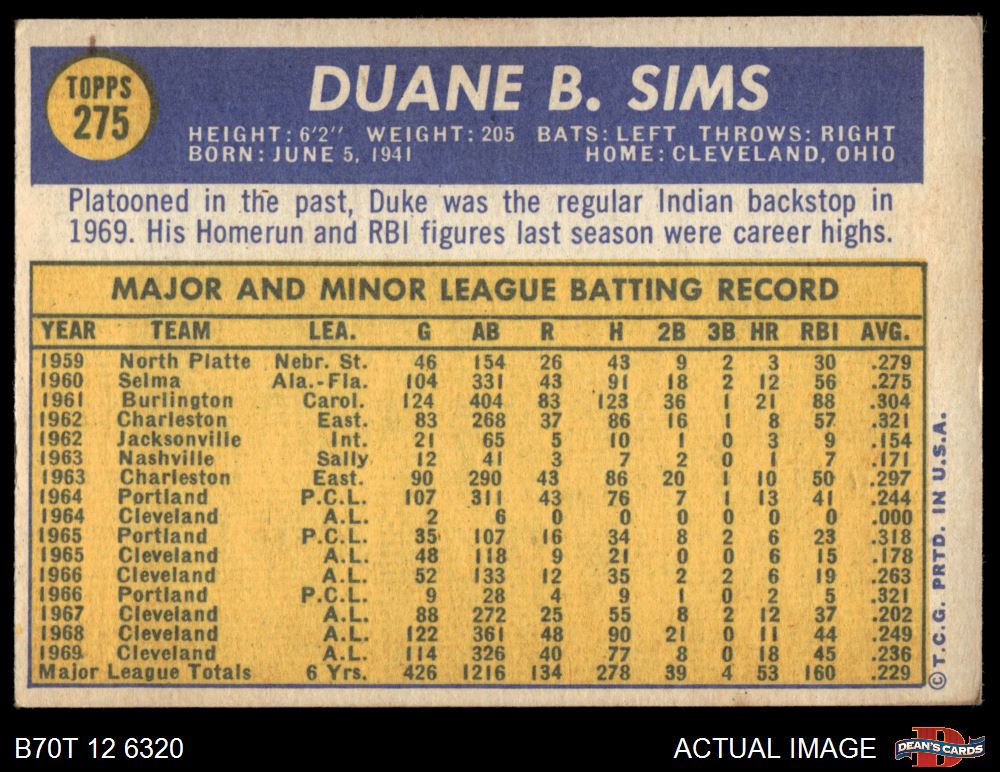 TOPPS
275
DUANE B. SIMS
HEIGHT: 6'2" WEIGHT: 205 BATS: LEFT THROWS: RIGHT
BORN: JUNE 5, 1941 HOME: CLEVELAND, OHIO
Platooned in the past, Duke was the regular Indian backstop in
1969. His Homerun and RBI figures last season were career highs.
MAJOR AND MINOR LEAGUE BATTING RECORD
YEAR TEAM LEA. G AB R H 2B 3B HR RBI AVG.
1959 North Platte Nebr. St. 46 154 26 43 9 2 3 30 .279
1960 Selma Ala.-Fla. 104 331 43 91 18 2 12 56 .275
1961 Burlington Carol. 124 404 83 123 36 1 21 88 .304
1962 Charleston East. 83 268 37 86 16 1 8 57 .321
1962 Jacksonville Int. 21 65 5 10 1 0 3 9 .154
1963 Nashville Sally 12 41 3 7 2 0 1 7 .171
1963 Charleston East. 90 290 43 86 20 1 10 50 .297
1964 Portland P.C.L. 107 311 43 76 7 1 13 41 .244
1964 Cleveland A.L. 2 6 0 0 0 0 0 0 .000
1965 Portland P.C.L. 35 107 16 34 8 2 6 23 .318
1965 Cleveland A.L. 48 118 9 21 0 0 6 15 .178
1966 Cleveland A.L. 52 133 12 35 2 2 6 19 .263
1966 Portland P.C.L. 9 28 4 9 1 0 2 5 .321
1967 Cleveland A.L. 88 272 25 55 8 2 12 37 .202
1968 Cleveland A.L. 122 361 48 90 21 0 11 44 .249
1969 Cleveland A.L. 114 326 40 77 8 0 18 45 .236
Major League Totals 6 Yrs. 426 1216 134 278 39 4 53 160 .229
© T.C.G. PRTD. IN U.S.A.
B70T 12 6320
ACTUAL IMAGE
D
DEAN'S CARDS